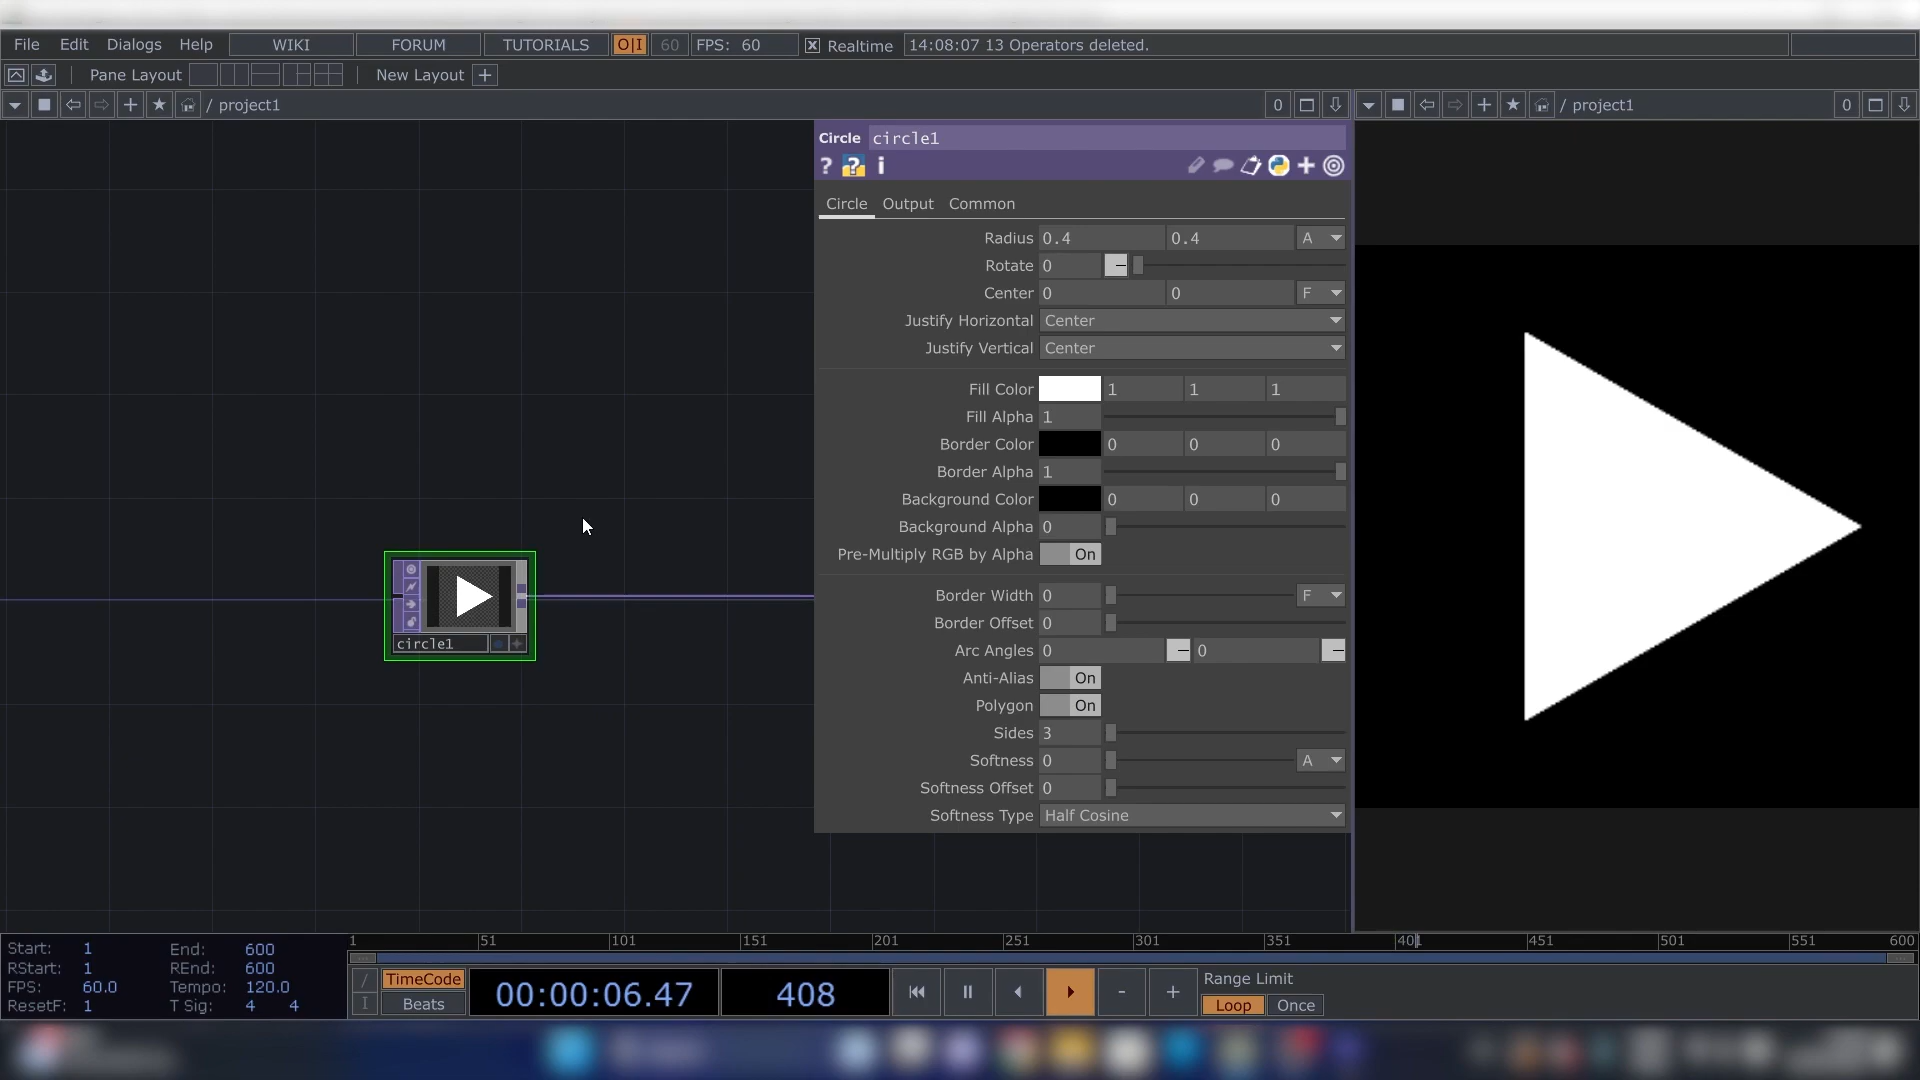 File Edit Dialogs Help WIKI FORUM TUTORIALS O|I 60 FPS: 60 Realtime 14:08:07 13 Operators deleted.
Pane Layout New Layout
/ project1 0 / project1 0
Circle circle1
Circle Output Common
Radius 0.4 0.4 A
Rotate 0
Center 0 0 F
Justify Horizontal Center
Justify Vertical Center
Fill Color 1 1 1
Fill Alpha 1
Border Color 0 0 0
Border Alpha 1
Background Color 0 0 0
Background Alpha 0
Pre-Multiply RGB by Alpha On
Border Width 0 F
Border Offset 0
Arc Angles 0 0
Anti-Alias On
Polygon On
Sides 3
Softness 0 A
Softness Offset 0
Softness Type Half Cosine
circle1
1 51 101 151 201 251 301 351 401 451 501 551 600
Start: 1 End: 600
RStart: 1 REnd: 600
FPS: 60.0 Tempo: 120.0
ResetF: 1 T Sig: 4 4
TimeCode
Beats
00:00:06.47 408
Range Limit
Loop Once